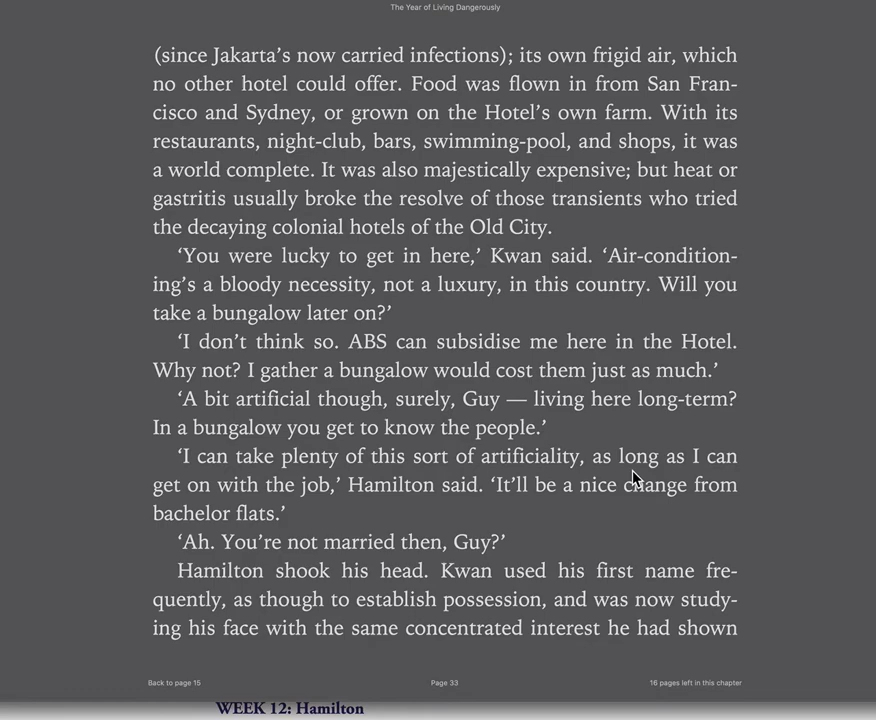 The Year of Living Dangerously
(since Jakarta's now carried infections); its own frigid air, which
no other hotel could offer. Food was flown in from San Fran-
cisco and Sydney, or grown on the Hotel's own farm. With its
restaurants, night-club, bars, swimming-pool, and shops, it was
a world complete. It was also majestically expensive; but heat or
gastritis usually broke the resolve of those transients who tried
the decaying colonial hotels of the Old City.
‘You were lucky to get in here,’ Kwan said. ‘Air-condition-
ing's a bloody necessity, not a luxury, in this country. Will you
take a bungalow later on?’
‘I don't think so. ABS can subsidise me here in the Hotel.
Why not? I gather a bungalow would cost them just as much.’
‘A bit artificial though, surely, Guy — living here long-term?
In a bungalow you get to know the people.’
‘I can take plenty of this sort of artificiality, as long as I can
get on with the job,’ Hamilton said. ‘It'll be a nice change from
bachelor flats.’
‘Ah. You're not married then, Guy?’
Hamilton shook his head. Kwan used his first name fre-
quently, as though to establish possession, and was now study-
ing his face with the same concentrated interest he had shown
Back to page 15
Page 33
16 pages left in this chapter
WEEK 12: Hamilton